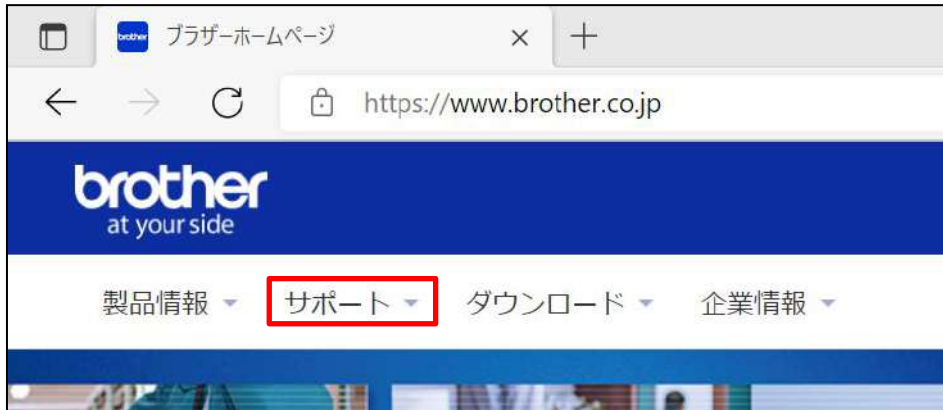 brother ブラザーホームページ
https://www.brother.co.jp
brother
at your side
製品情報 サポート ダウンロード 企業情報